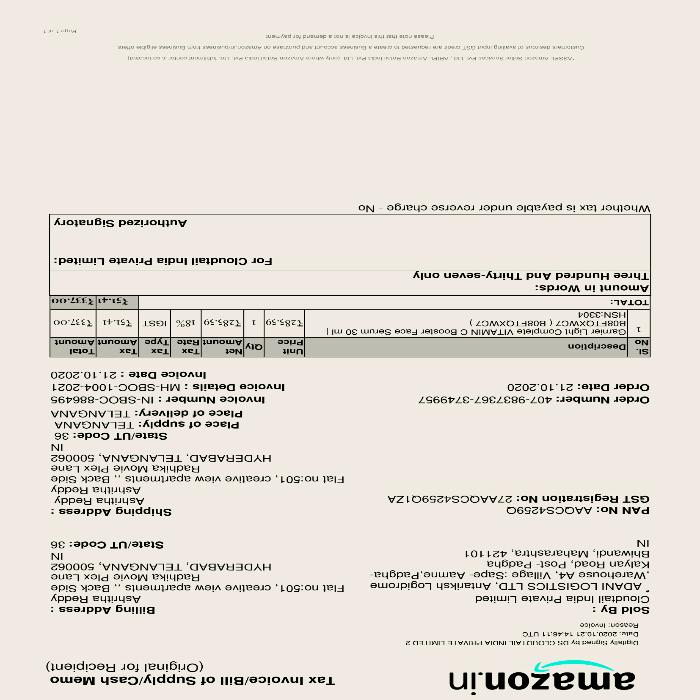 amazon.in
Tax Invoice/Bill of Supply/Cash Memo
(Original for Recipient)
Digitally Signed by DS CLOUDTAIL INDIA PRIVATE LIMITED 2
Date: 2020.10.21 14:46:11 UTC
Reason: Invoice
Sold By :
Cloudtail India Private Limited
* ADANI LOGISTICS LTD, Antariksh Logidrome
,Warehouse A4, Village :Sape- Aamne,Padgha-
Kalyan Road, Post- Padgha
Bhiwandi, Maharashtra, 421101
IN
Billing Address :
Ashritha Reddy
Flat no:501, creative view apartments ,, Back Side
Radhika Movie Plex Lane
HYDERABAD, TELANGANA, 500062
IN
State/UT Code: 36
PAN No: AAQCS4259Q
GST Registration No: 27AAQCS4259Q1ZA
Shipping Address :
Ashritha Reddy
Ashritha Reddy
Flat no:501, creative view apartments ,, Back Side
Radhika Movie Plex Lane
HYDERABAD, TELANGANA, 500062
IN
State/UT Code: 36
Place of supply: TELANGANA
Place of delivery: TELANGANA
Order Number: 407-9837367-3749957
Order Date: 21.10.2020
Invoice Number : IN-SBOC-886495
Invoice Details : MH-SBOC-1004-2021
Invoice Date : 21.10.2020
Sl. No Description Unit Price Qty Net Amount Tax Rate Tax Type Tax Amount Total Amount
1 Garnier Light Complete VITAMIN C Booster Face Serum 30 ml | B08FTQXWC7 ( B08FTQXWC7 ) HSN:3304 ₹285.59 1 ₹285.59 18% IGST ₹51.41 ₹337.00
TOTAL: ₹51.41 ₹337.00
Amount in Words:
Three Hundred And Thirty-seven only
For Cloudtail India Private Limited:
Authorized Signatory
Whether tax is payable under reverse charge - No
*ASSPL-Amazon Seller Services Pvt. Ltd., ARIPL-Amazon Retail India Pvt. Ltd. (only where Amazon Retail India Pvt. Ltd. fulfillment center is co-located)
Customers desirous of availing input GST credit are requested to create a Business account and purchase on Amazon.in/business from Business eligible offers
Please note that this invoice is not a demand for payment
Page 1 of 1